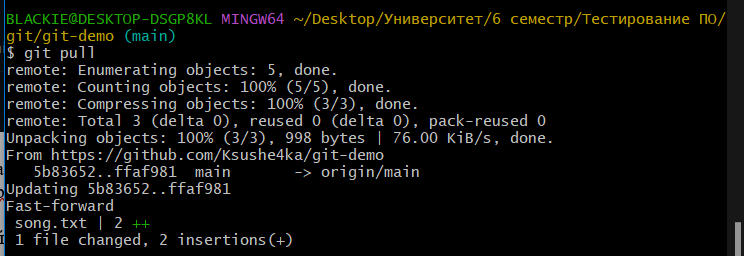 BLACKIE@DESKTOP-DSGP8KL MINGW64 ~/Desktop/Университет/6 семестр/Тестирование ПО/
git/git-demo (main)
$ git pull
remote: Enumerating objects: 5, done.
remote: Counting objects: 100% (5/5), done.
remote: Compressing objects: 100% (3/3), done.
remote: Total 3 (delta 0), reused 0 (delta 0), pack-reused 0
Unpacking objects: 100% (3/3), 998 bytes | 76.00 KiB/s, done.
From https://github.com/Ksushe4ka/git-demo
   5b83652..ffaf981  main       -> origin/main
Updating 5b83652..ffaf981
Fast-forward
 song.txt | 2 ++
 1 file changed, 2 insertions(+)